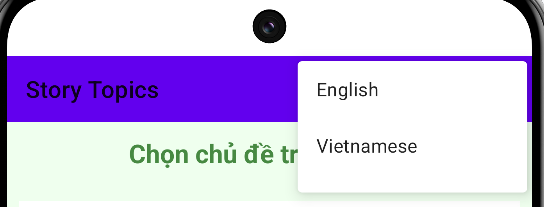 Story Topics
English
Vietnamese
Chọn chủ đề